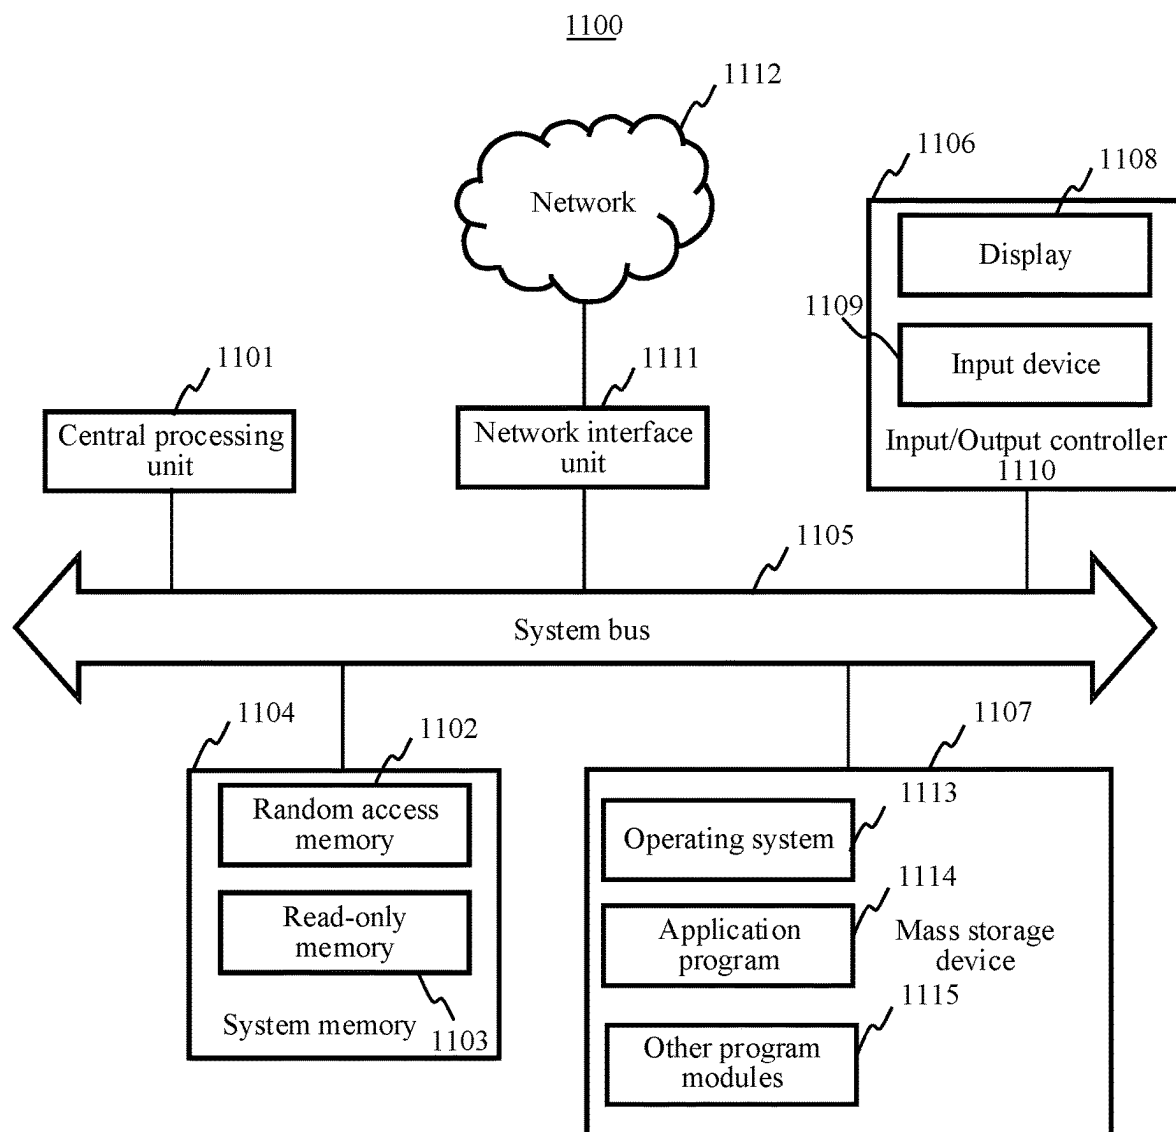 1100
1112
Network
1106
1108
Display
1109
Input device
Input/Output controller
1110
1101
Central processing
unit
1111
Network interface
unit
1105
System bus
1104
1102
Random access
memory
Read-only
memory
System memory
1103
1107
1113
Operating system
1114
Application
program
Mass storage
device
1115
Other program
modules